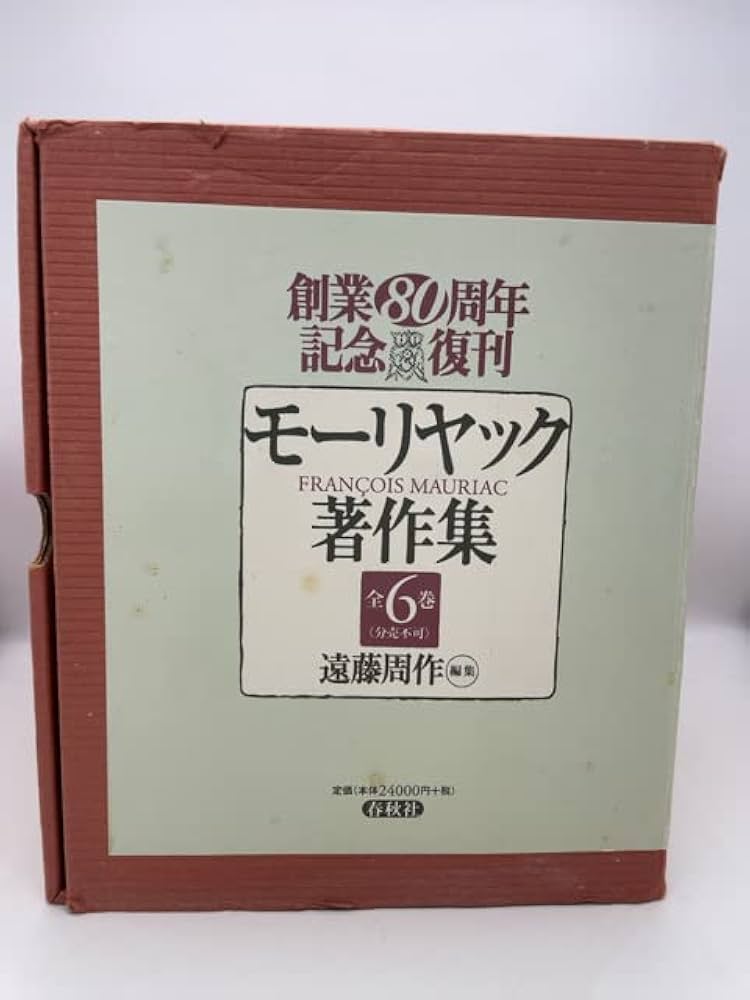 創業80周年
記念復刊
モーリヤック
FRANÇOIS MAURIAC
著作集
全6巻
〈分売不可〉
遠藤周作 編集
定価(本体24000円+税)
春秋社